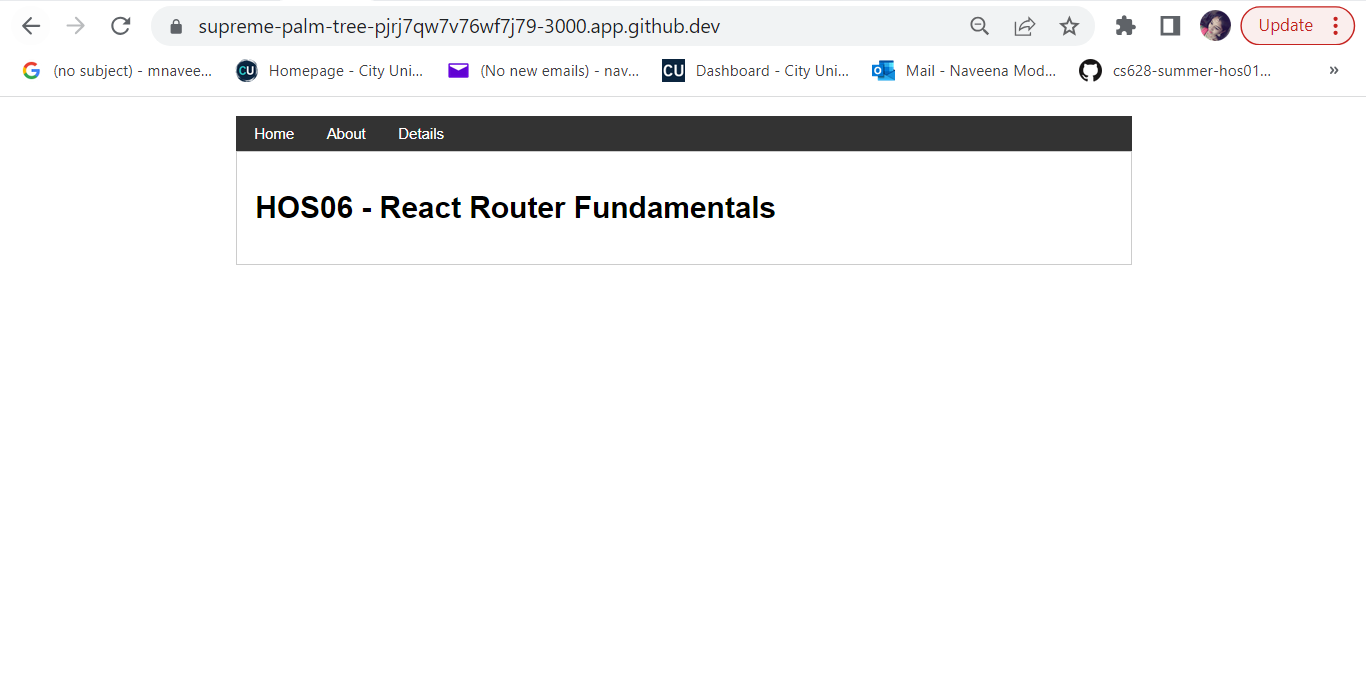 supreme-palm-tree-pjrj7qw7v76wf7j79-3000.app.github.dev Update
(no subject) - mnavee... CU Homepage - City Uni... (No new emails) - nav... CU Dashboard - City Uni... Mail - Naveena Mod... cs628-summer-hos01... »
Home About Details
HOS06 - React Router Fundamentals